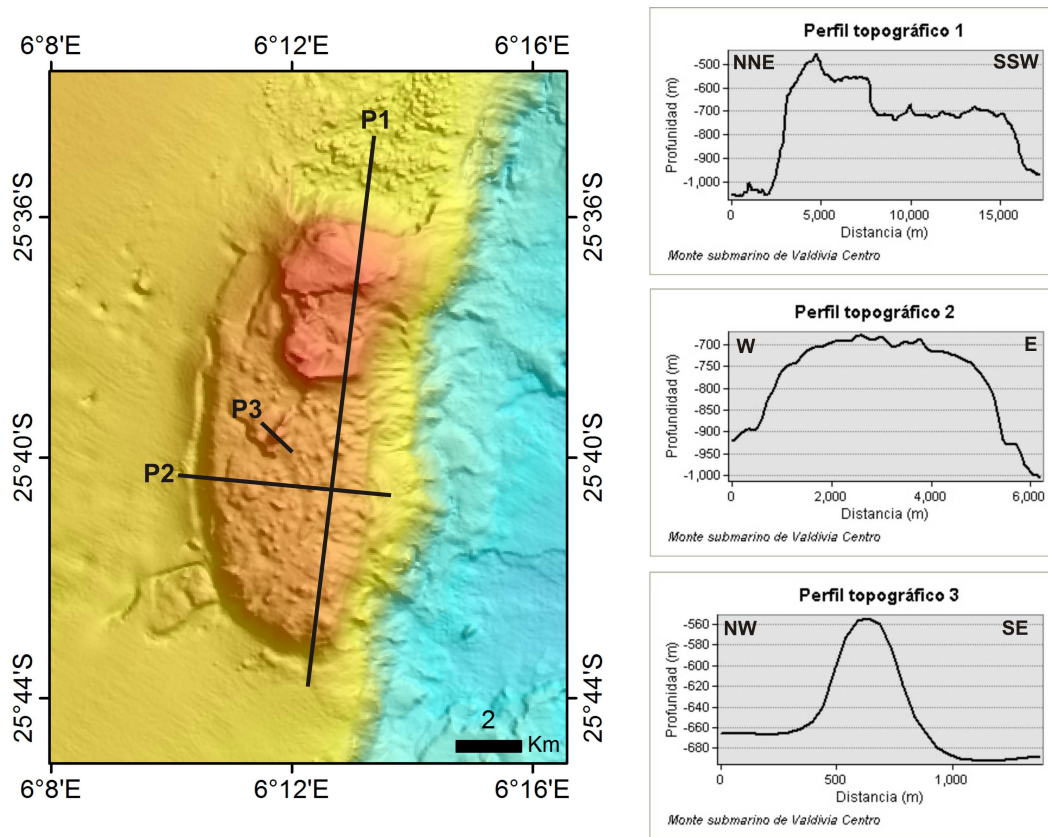 6°8'E 6°12'E 6°16'E
P1
25°36'S 25°36'S
P3
25°40'S 25°40'S
P2
25°44'S 25°44'S
2
Km
6°8'E 6°12'E 6°16'E
Perfil topográfico 1
NNE SSW
Profunidad (m)
-500
-600
-700
-800
-900
-1,000
0 5,000 10,000 15,000
Distancia (m)
Monte submarino de Valdivia Centro
Perfil topográfico 2
W E
Profundidad (m)
-700
-750
-800
-850
-900
-950
-1,000
0 2,000 4,000 6,000
Distancia (m)
Monte submarino de Valdivia Centro
Perfil topográfico 3
NW SE
Profundidad (m)
-560
-580
-600
-620
-640
-660
-680
0 500 1,000
Distancia (m)
Monte submarino de Valdivia Centro